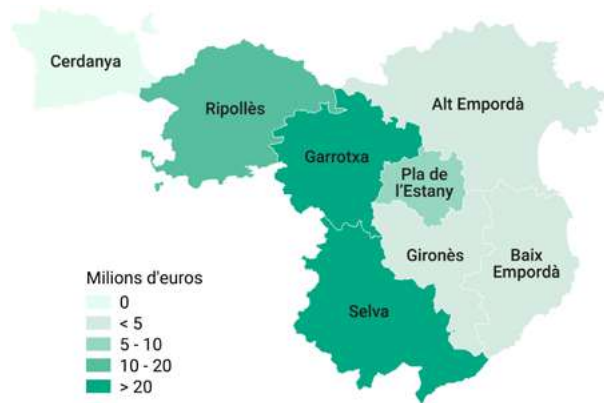 Cerdanya
Ripollès
Alt Empordà
Garrotxa
Pla de
l'Estany
Gironès
Baix
Empordà
Selva
Milions d'euros
0
< 5
5 - 10
10 - 20
> 20